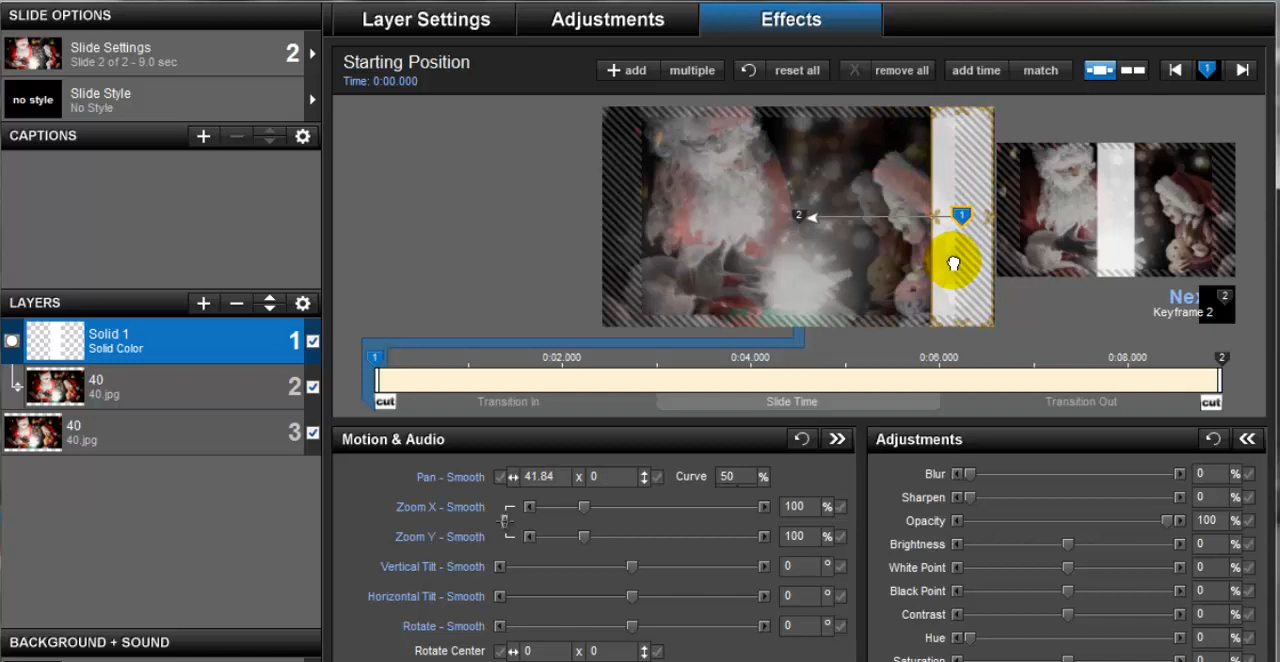 SLIDE OPTIONS
Slide Settings
Slide 2 of 2 - 9.0 sec
2
no style
Slide Style
No Style
CAPTIONS
LAYERS
Solid 1
Solid Color
1
40
40.jpg
2
40
40.jpg
3
BACKGROUND + SOUND
Layer Settings
Adjustments
Effects
Starting Position
Time: 0:00.000
add
multiple
reset all
X
remove all
add time
match
1
2
1
Nex
2
Keyframe 2
1
0:02.000
0:04.000
0:06.000
0:08.000
2
cut
Transition In
Slide Time
Transition Out
cut
Motion & Audio
Pan - Smooth
41.84
x
0
Curve
50
%
Zoom X - Smooth
100
%
Zoom Y - Smooth
100
%
Vertical Tilt - Smooth
0
°
Horizontal Tilt - Smooth
0
°
Rotate - Smooth
0
°
Rotate Center
0
x
0
Adjustments
Blur
0
%
Sharpen
0
%
Opacity
100
%
Brightness
0
%
White Point
0
%
Black Point
0
%
Contrast
0
%
Hue
0
%
Saturation